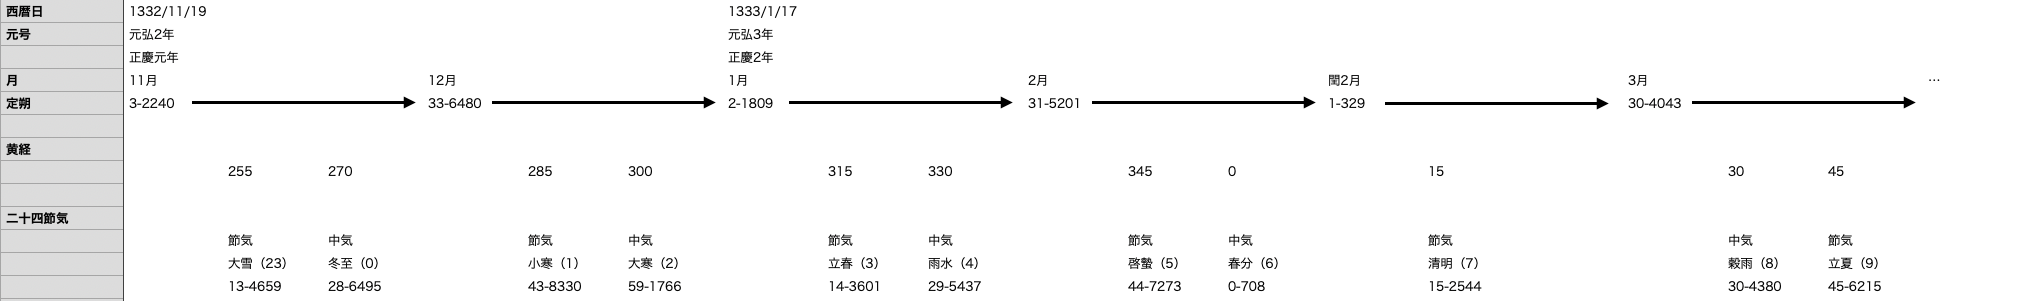 西暦日 1332/11/19 1333/1/17
元号 元弘2年 元弘3年
正慶元年 正慶2年
月 11月 12月 1月 2月 閏2月 3月 …
定朔 3-2240 33-6480 2-1809 31-5201 1-329 30-4043
黄経
255 270 285 300 315 330 345 0 15 30 45
二十四節気
節気 中気 節気 中気 節気 中気 節気 中気 節気 中気 節気
大雪（23） 冬至（0） 小寒（1） 大寒（2） 立春（3） 雨水（4） 啓蟄（5） 春分（6） 清明（7） 穀雨（8） 立夏（9）
13-4659 28-6495 43-8330 59-1766 14-3601 29-5437 44-7273 0-708 15-2544 30-4380 45-6215